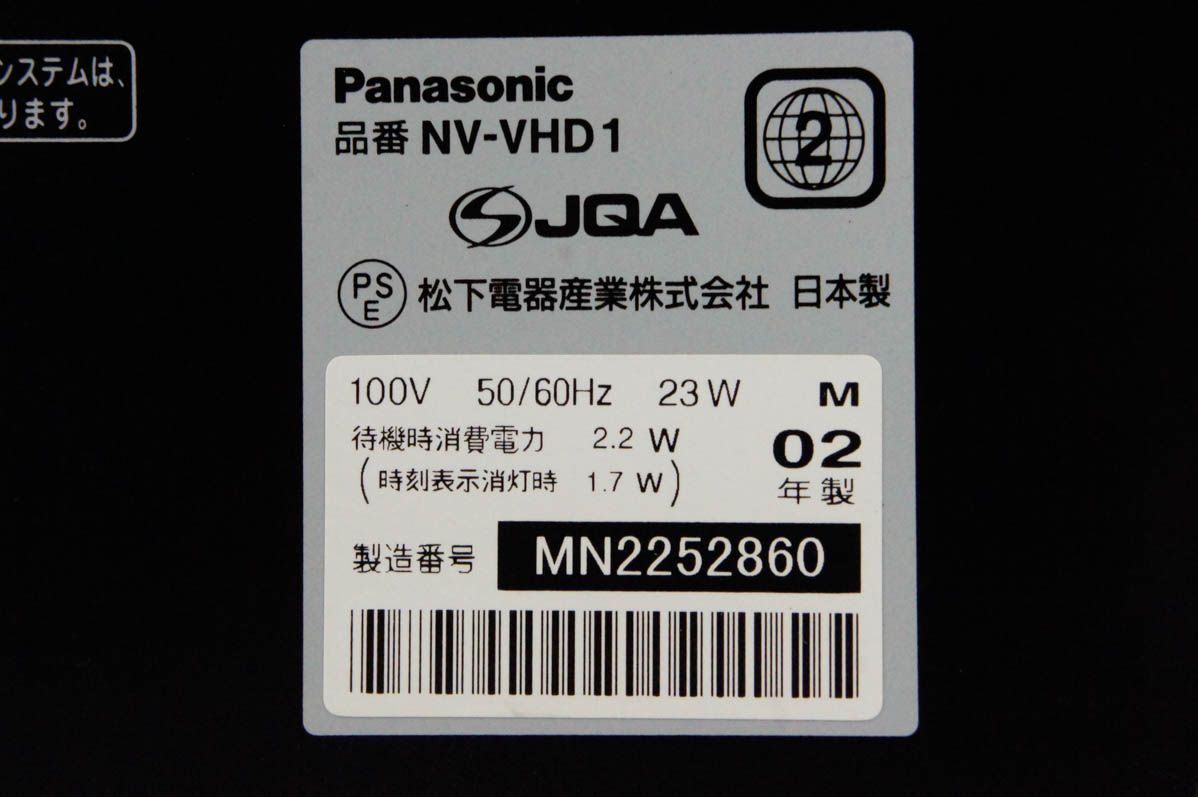 ンステムは、
ります。
Panasonic
品番 NV-VHD1
2
JQA
PS
E
松下電器産業株式会社 日本製
100V 50/60Hz 23W M
待機時消費電力 2.2 W
(時刻表示消灯時 1.7 W)
02
年製
製造番号 MN2252860